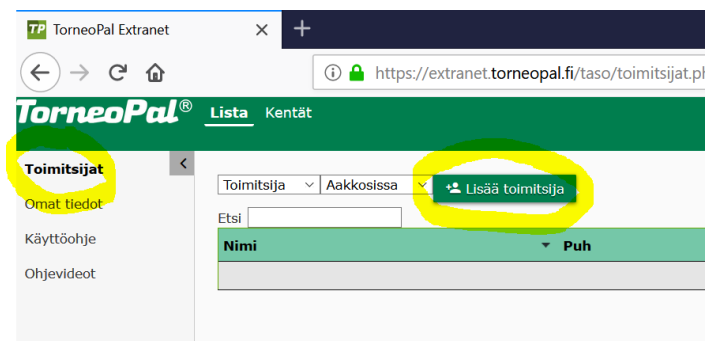 TP TorneoPal Extranet
https://extranet.torneopal.fi/taso/toimitsijat.ph
TorneoPal® Lista Kentät
Toimitsijat
Toimitsija Aakkosissa Lisää toimitsija
Omat tiedot
Etsi
Käyttöohje
Nimi Puh
Ohjevideot